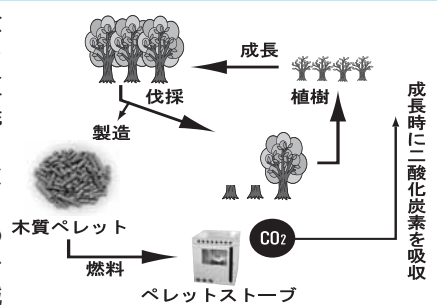 成長
伐採
植樹
製造
木質ペレット
CO2
燃料
ペレットストーブ
成長時に二酸化炭素を吸収